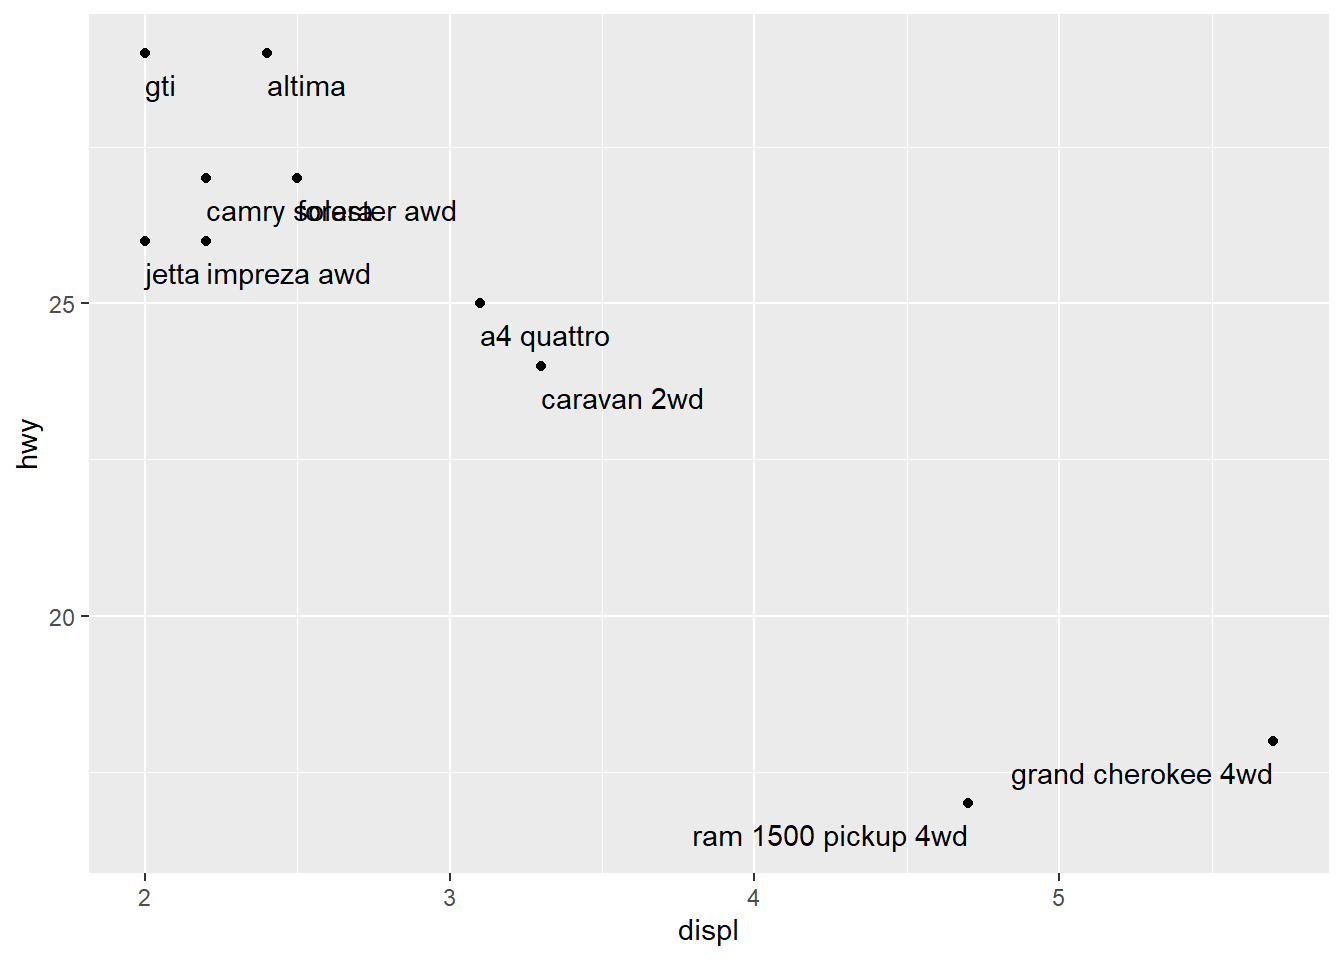 gti
altima
camry solara
forester awd
jetta
impreza awd
25
a4 quattro
caravan 2wd
hwy
20
grand cherokee 4wd
ram 1500 pickup 4wd
2
3
4
5
displ